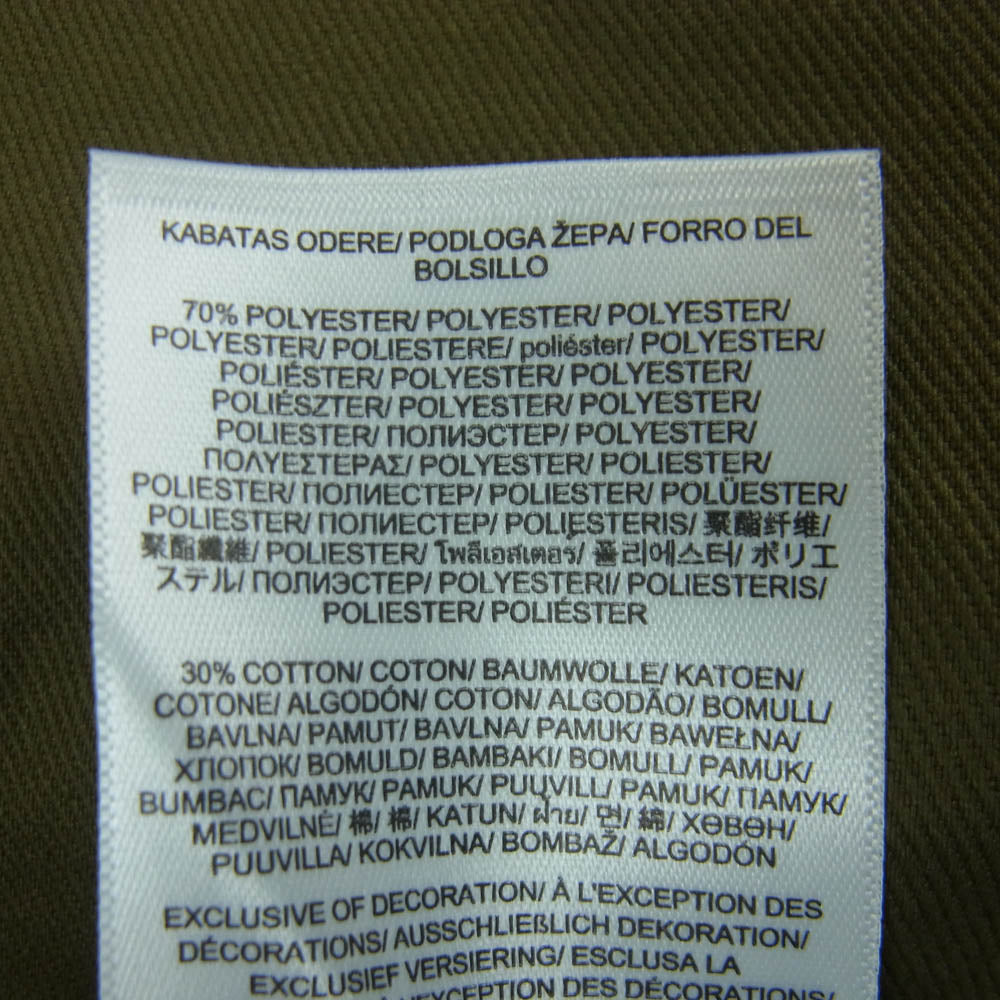 KABATAS ODERE/ PODLOGA ŽEPA/ FORRO DEL
BOLSILLO
70% POLYESTER/ POLYESTER/ POLYESTER/
POLYESTER/ POLIESTERE/ poliéster/ POLYESTER/
POLIÉSTER/ POLYESTER/ POLYESTER/
POLIÉSZTER/ POLYESTER/ POLYESTER/
POLIESTER/ ПОЛИЭСТЕР/ POLYESTER/
ΠΟΛΥΕΣΤΕΡΑΣ/ POLYESTER/ POLIESTER/
POLIESTER/ ПОЛИЕСТЕР/ POLIESTER/ POLÜESTER/
POLIESTER/ ПОЛИЕСТЕР/ POLIESTERIS/ 聚酯纤维/
聚酯纖維/ POLIESTER/ โพลีเอสเตอร์/ 폴리에스터/ ポリエ
ステル/ ПОЛИЭСТЕР/ POLYESTERI/ POLIESTERIS/
POLIESTER/ POLIÉSTER
30% COTTON/ COTON/ BAUMWOLLE/ KATOEN/
COTONE/ ALGODÓN/ COTON/ ALGODÃO/ BOMULL/
BAVLNA/ PAMUT/ BAVLNA/ PAMUK/ BAWEŁNA/
ХЛОПОК/ BOMULD/ BAMBAKI/ BOMULL/ PAMUK/
BUMBAC/ ПАМУК/ PAMUK/ PUUVILL/ PAMUK/ ПАМУК/
MEDVILNĖ/ 棉/ 棉/ KATUN/ ฝ้าย/ 면/ 綿/ ХӨВӨН/
PUUVILLA/ KOKVILNA/ BOMBAŽ/ ALGODÓN
EXCLUSIVE OF DECORATION/ À L'EXCEPTION DES
DÉCORATIONS/ AUSSCHLIEßLICH DEKORATION/
EXCLUSIEF VERSIERING/ ESCLUSA LA
L'EXCEPTION DES DÉCORATIONS/